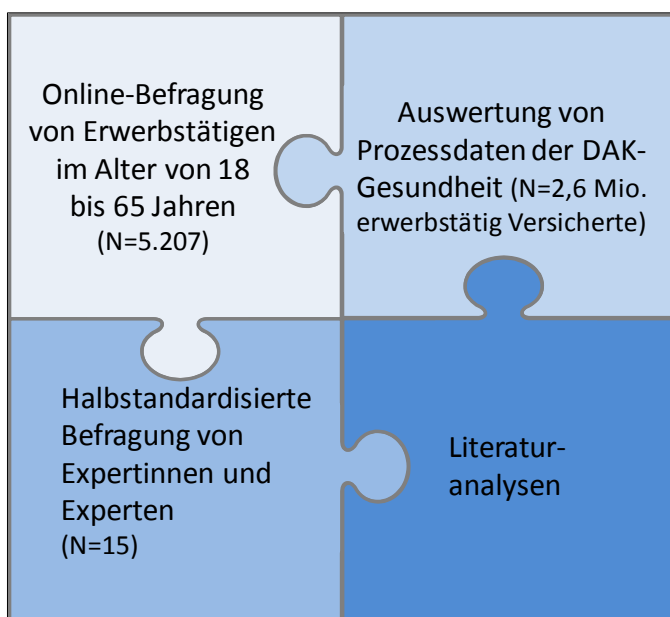 Online-Befragung
von Erwerbstätigen
im Alter von 18
bis 65 Jahren
(N=5.207)
Auswertung von
Prozessdaten der DAK-
Gesundheit (N=2,6 Mio.
erwerbstätig Versicherte)
Halbstandardisierte
Befragung von
Expertinnen und
Experten
(N=15)
Literatur-
analysen